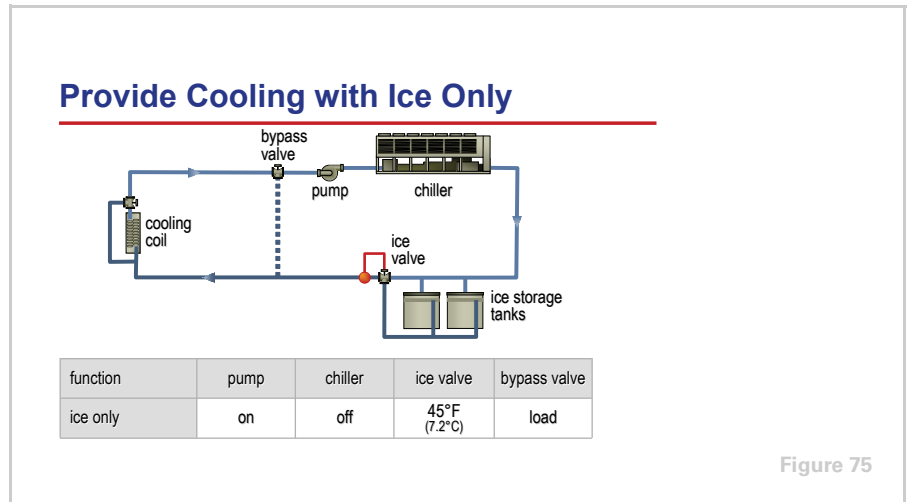 Provide Cooling with Ice Only
bypass
valve
pump
chiller
cooling
coil
ice
valve
ice storage
tanks
function pump chiller ice valve bypass valve
ice only on off 45°F load
(7.2°C)
Figure 75